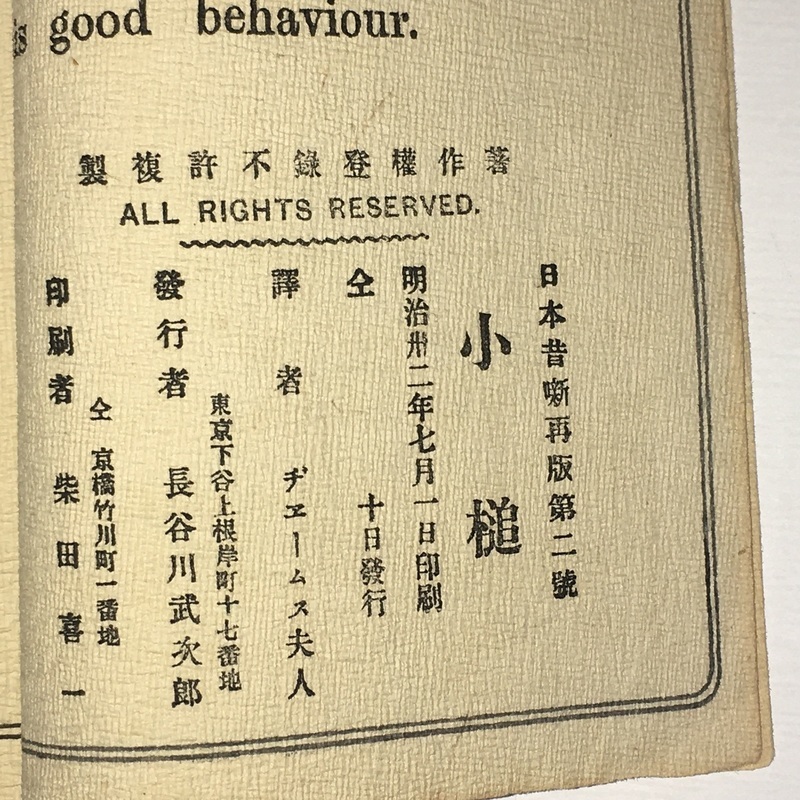 good behaviour.
著作權登錄不許複製
ALL RIGHTS RESERVED.
日本昔噺再版第二號
小槌
明治卅二年七月一日印刷
仝 十日發行
譯者 ヂエームス夫人
東京下谷上根岸町十七番地
發行者 長谷川武次郎
仝 京橋竹川町一番地
印刷者 柴田喜一